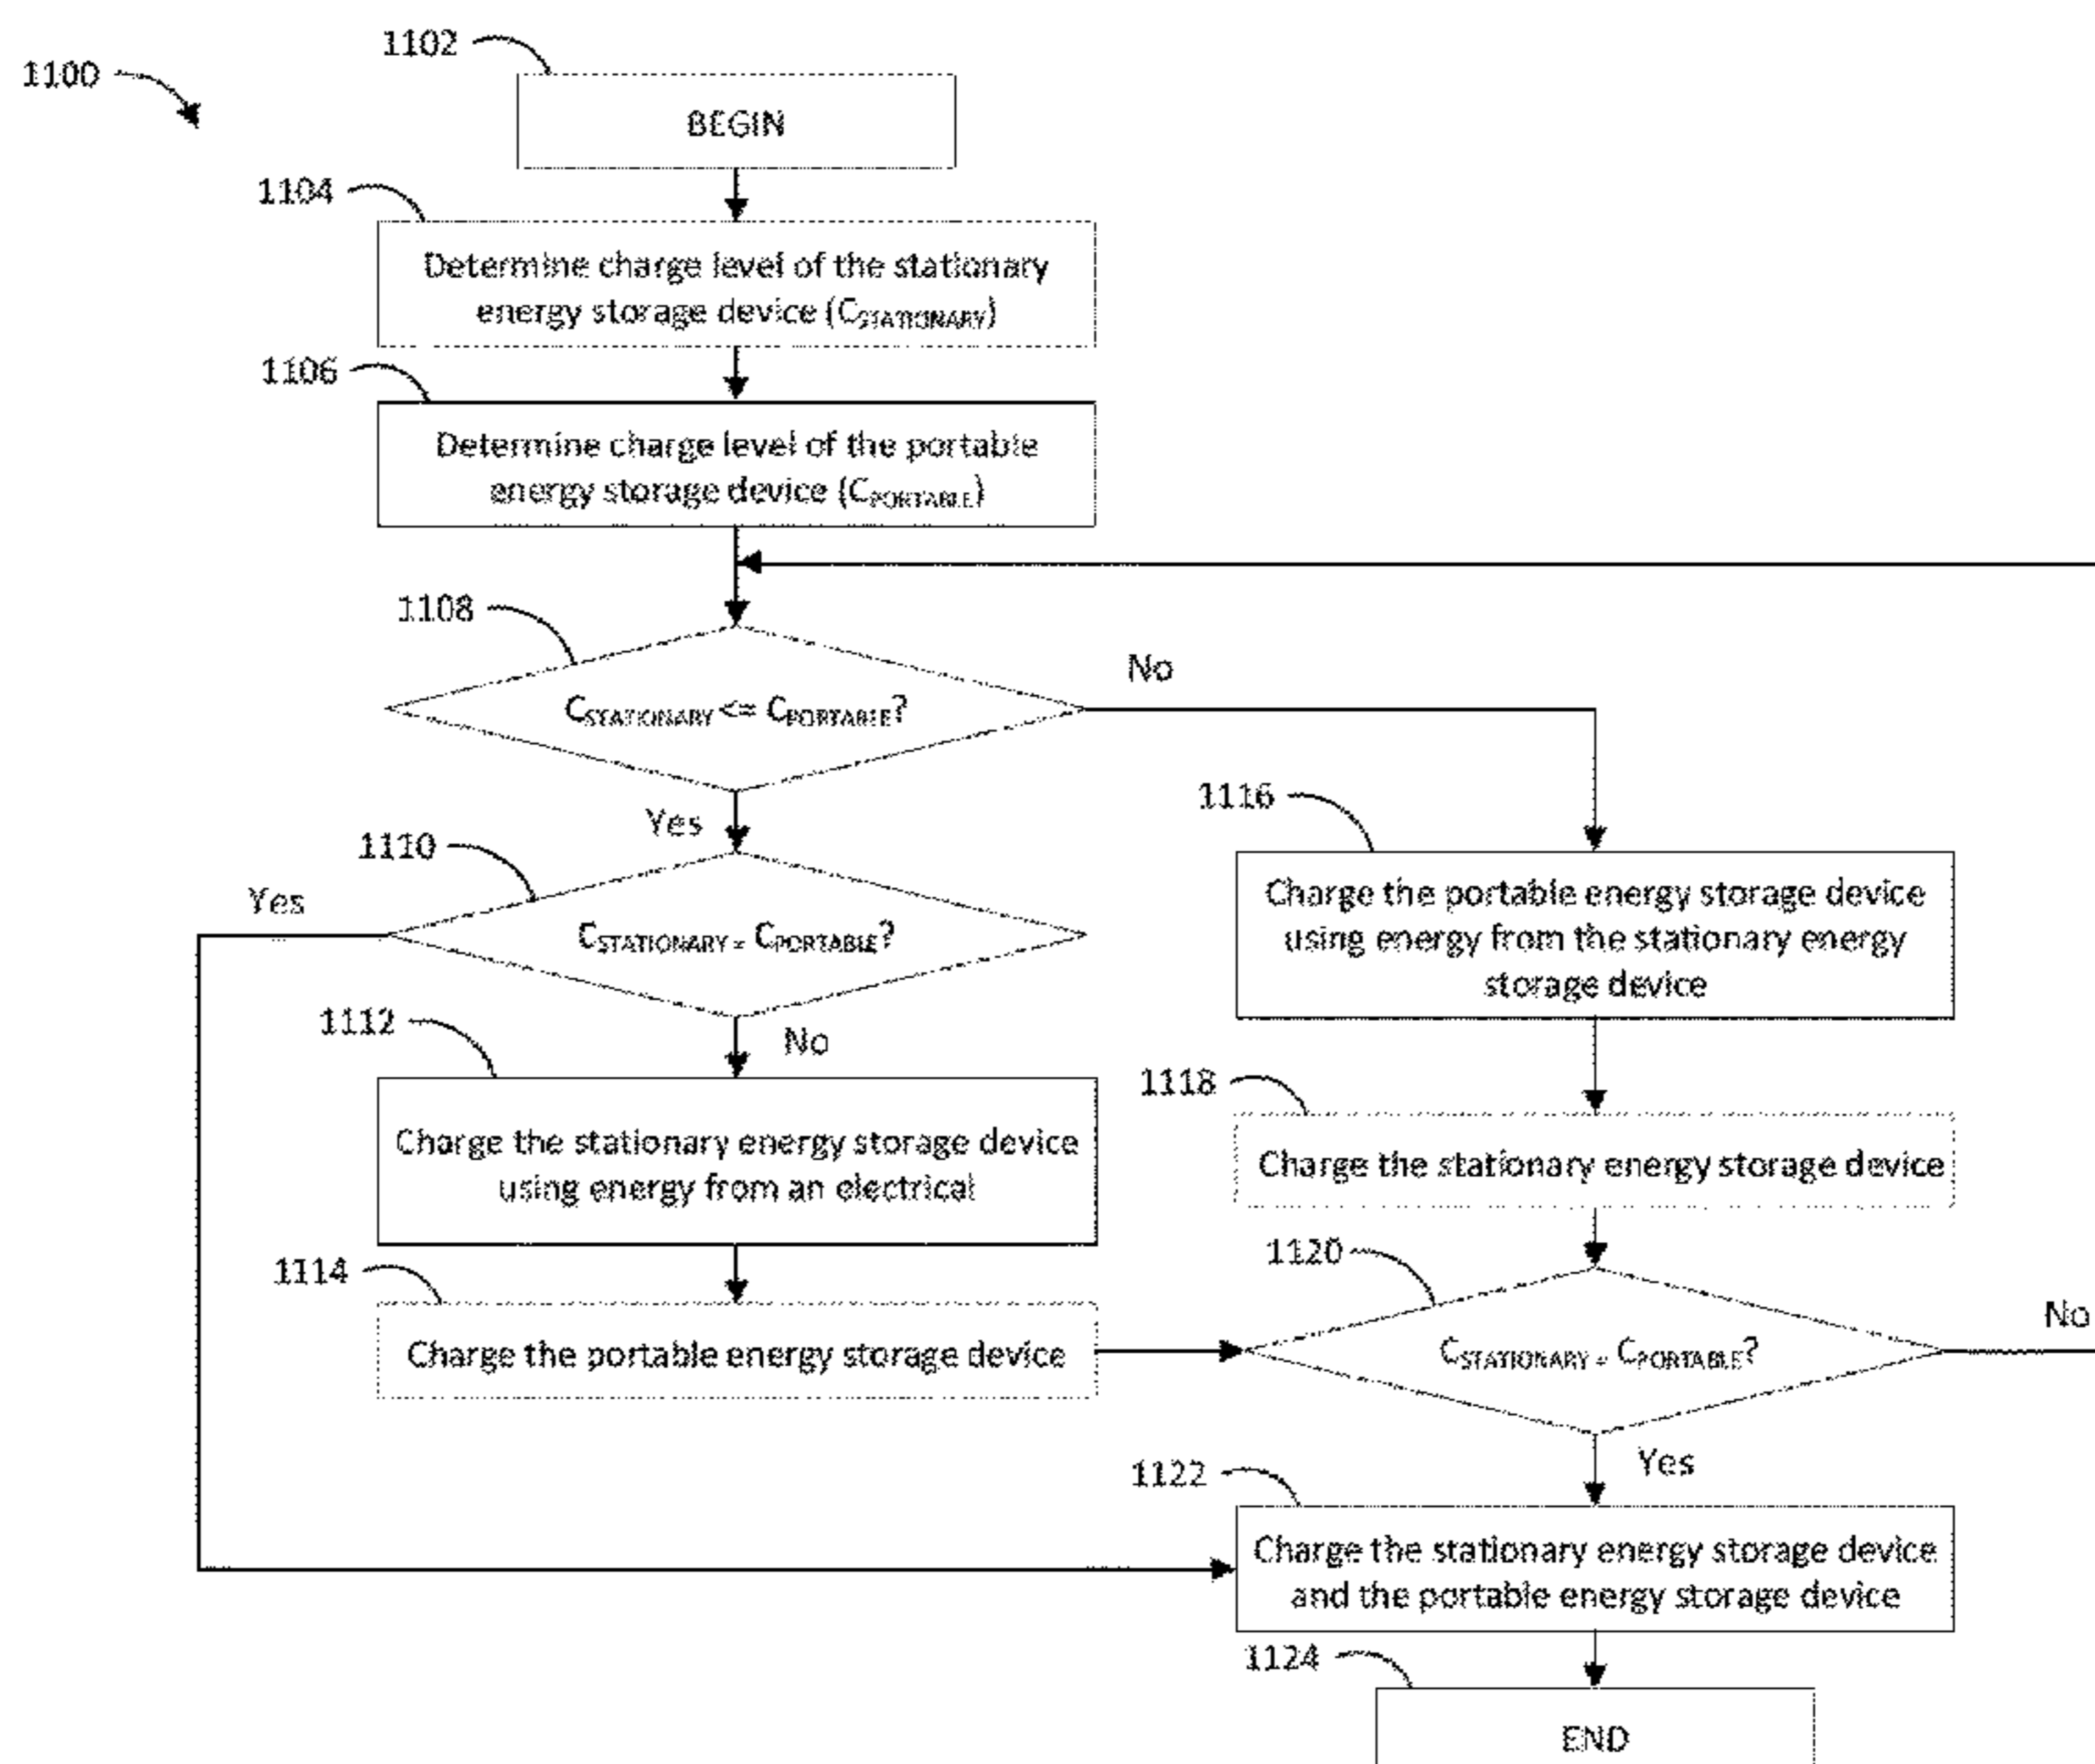 1100
1102
BEGIN
1104
Determine charge level of the stationary
energy storage device (CSTATIONARY)
1106
Determine charge level of the portable
energy storage device (CPORTABLE)
1108
CSTATIONARY <= CPORTABLE?
No
Yes
1110
Yes
CSTATIONARY = CPORTABLE?
No
1112
Charge the stationary energy storage device
using energy from an electrical
1114
Charge the portable energy storage device
1116
Charge the portable energy storage device
using energy from the stationary energy
storage device
1118
Charge the stationary energy storage device
1120
CSTATIONARY = CPORTABLE?
No
Yes
1122
Charge the stationary energy storage device
and the portable energy storage device
1124
END